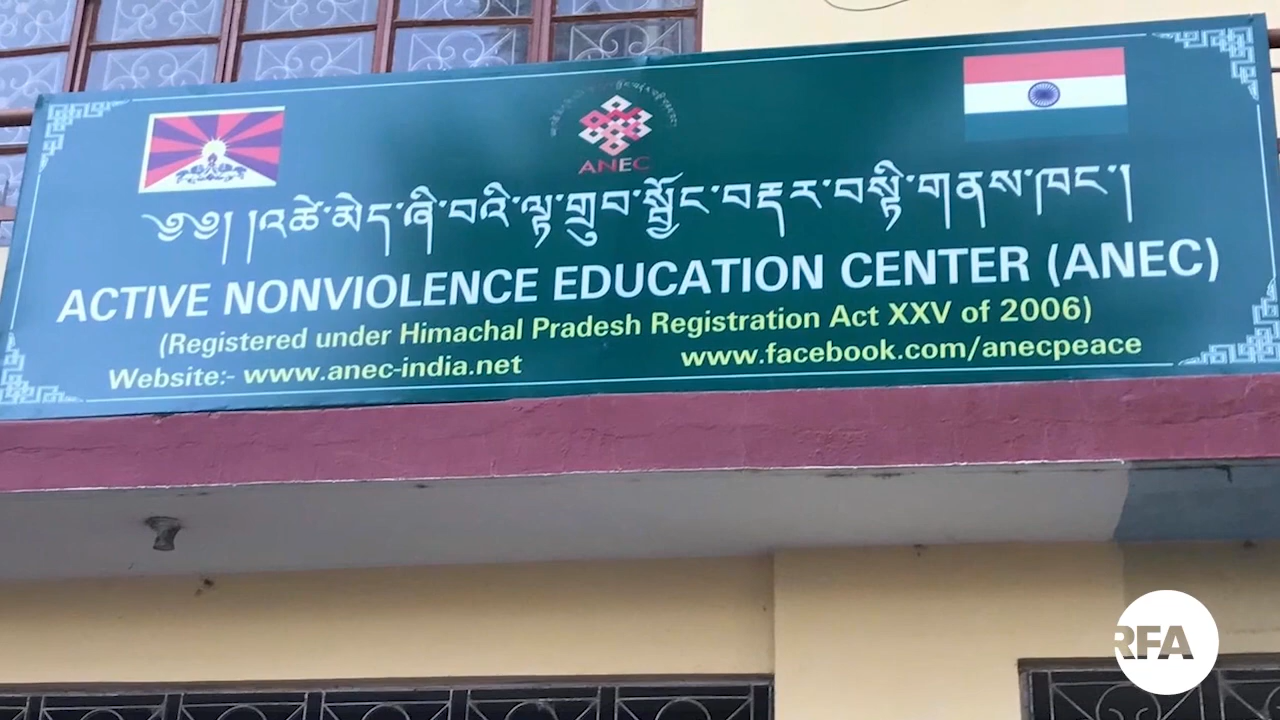 ANEC
༄༅། །འཚེ་མེད་ཞི་བའི་ལྟ་གྲུབ་སྦྱོང་བརྡར་བསྟི་གནས་ཁང་།
ACTIVE NONVIOLENCE EDUCATION CENTER (ANEC)
(Registered under Himachal Pradesh Registration Act XXV of 2006)
Website:- www.anec-india.net www.facebook.com/anecpeace
RFA